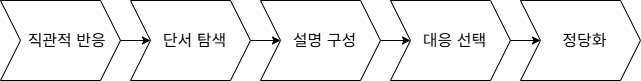 직관적 반응
단서 탐색
설명 구성
대응 선택
정당화